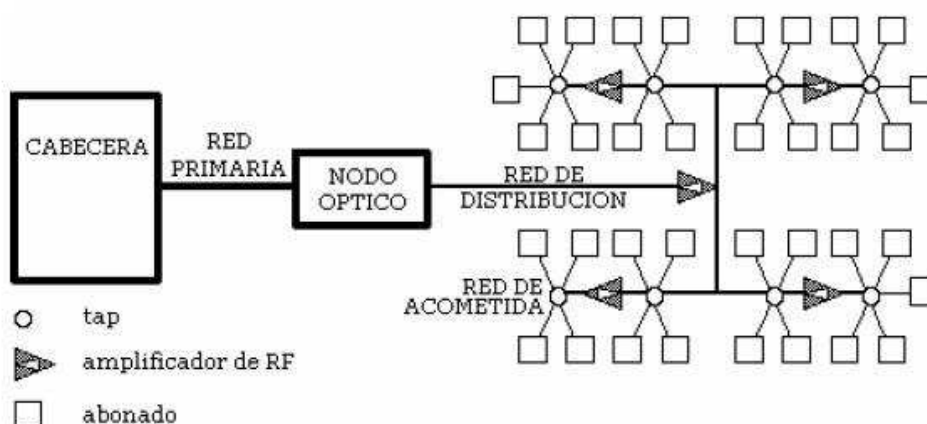 CABECERA
RED
PRIMARIA
NODO
OPTICO
RED DE
DISTRIBUCION
RED DE
ACOMETIDA
tap
amplificador de RF
abonado